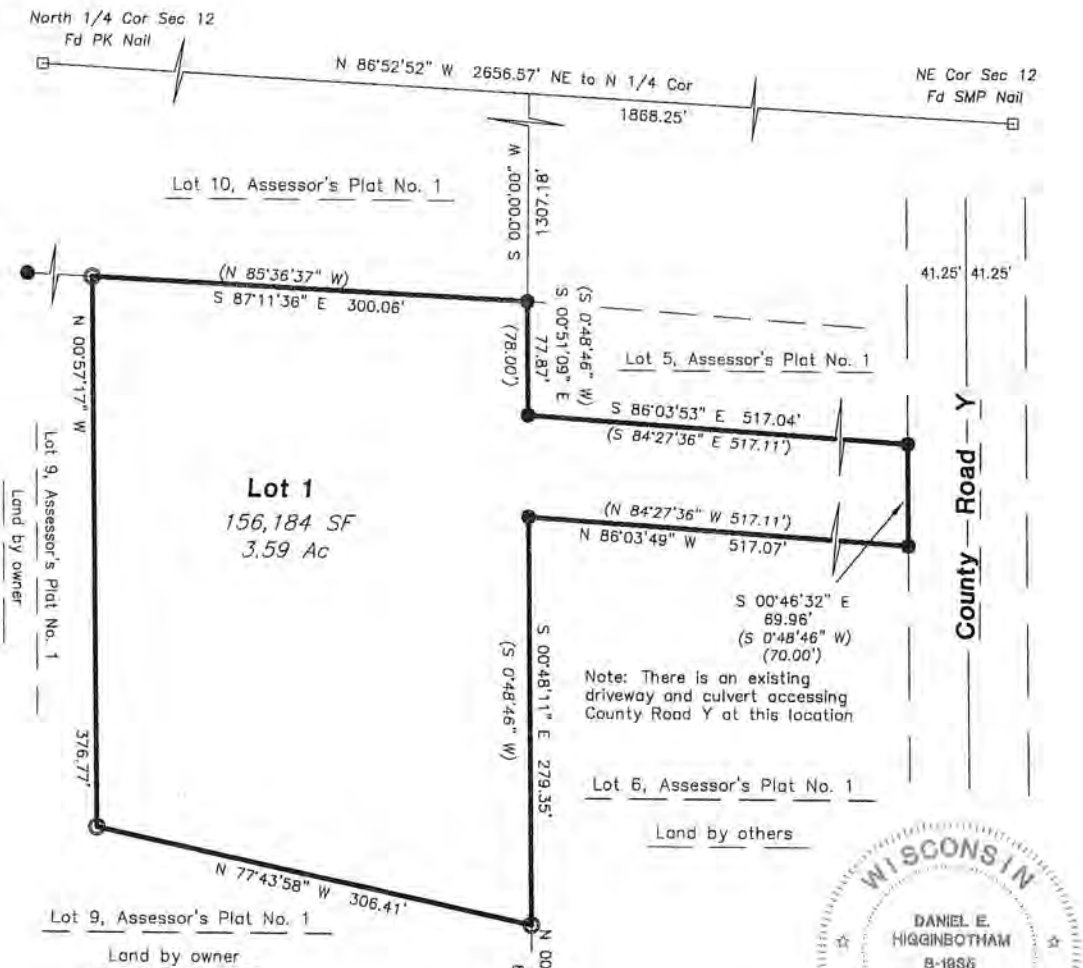 North 1/4 Cor Sec 12
Fd PK Nail
N 86°52'52" W 2656.57' NE to N 1/4 Cor
1868.25'
NE Cor Sec 12
Fd SMP Nail
S 00°00'00" W
1307.18'
Lot 10, Assessor's Plat No. 1
41.25' 41.25'
(N 85°36'37" W)
S 87°11'36" E 300.06'
(S 0°48'46" W)
S 00°51'09" E
77.87'
(78.00')
Lot 5, Assessor's Plat No. 1
S 86°03'53" E 517.04'
(S 84°27'36" E 517.11')
County Road Y
N 00°57'17" W
376.77'
Lot 9, Assessor's Plat No. 1
Land by owner
Lot 1
156,184 SF
3.59 Ac
(N 84°27'36" W 517.11')
N 86°03'49" W 517.07'
S 00°46'32" E
69.96'
(S 0°48'46" W)
(70.00')
S 00°48'11" E 279.35'
(S 0°48'46" W)
Note: There is an existing
driveway and culvert accessing
County Road Y at this location
Lot 6, Assessor's Plat No. 1
Land by others
N 77°43'58" W 306.41'
Lot 9, Assessor's Plat No. 1
Land by owner
N 00
WISCONSIN
DANIEL E.
HIGGINBOTHAM